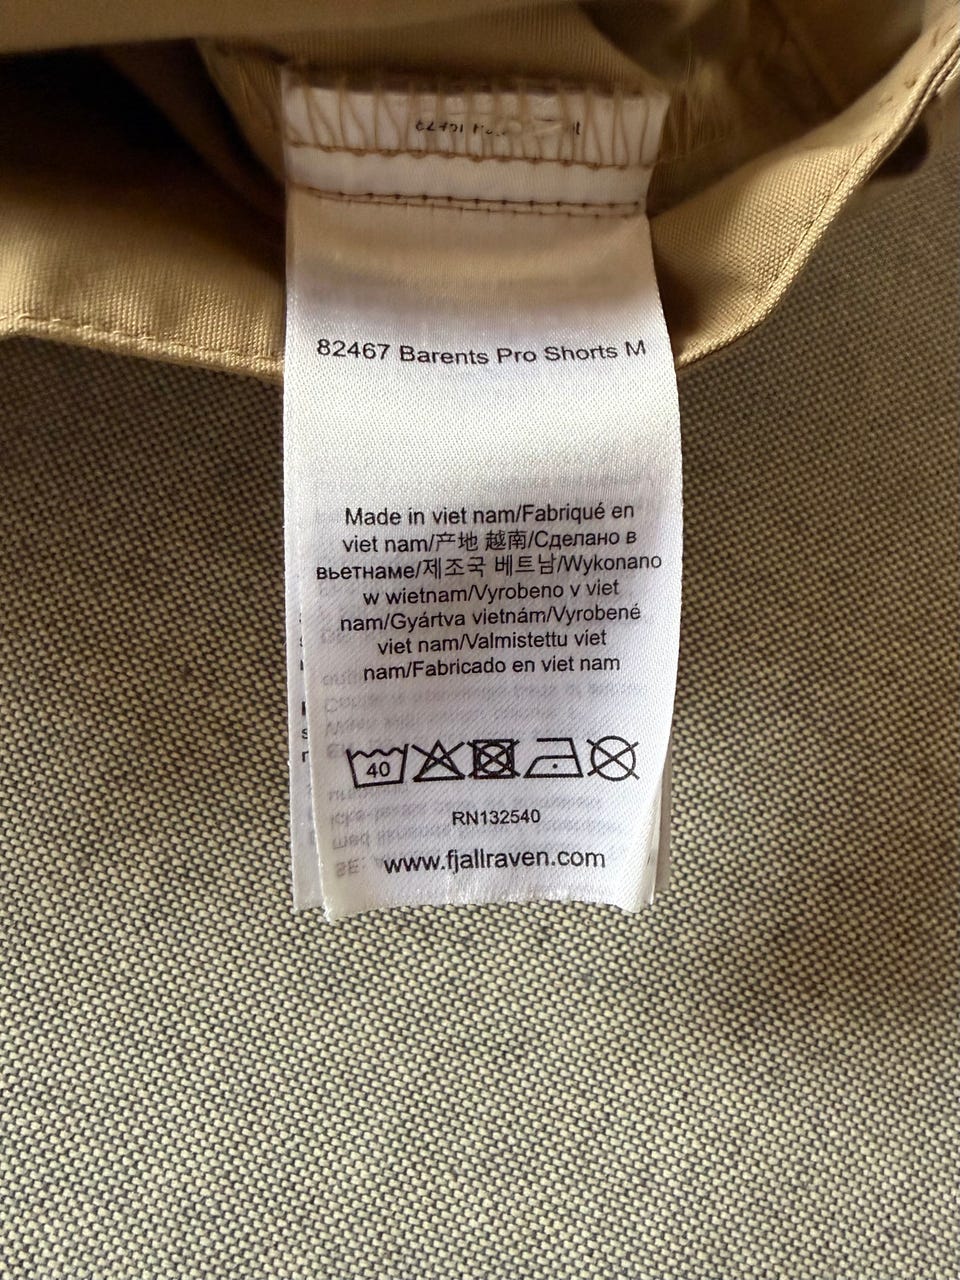 82467 Barents Pro Shorts M
Made in viet nam/Fabriqué en
viet nam/产地 越南/Сделано в
вьетнаме/제조국 베트남/Wykonano
w wietnam/Vyrobeno v viet
nam/Gyártva vietnám/Vyrobené
viet nam/Valmistettu viet
nam/Fabricado en viet nam
40
RN132540
www.fjallraven.com